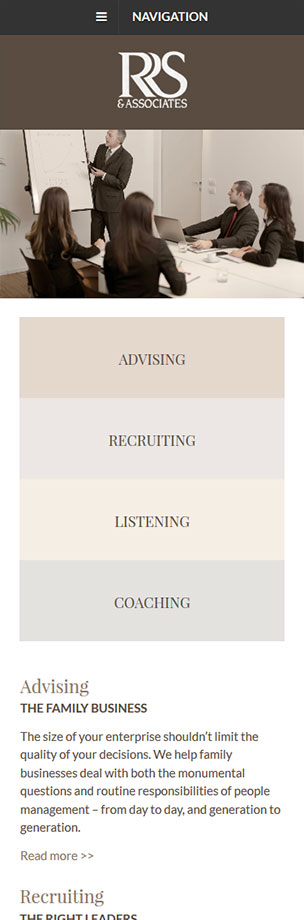 NAVIGATION
RRS
& ASSOCIATES
ADVISING
RECRUITING
LISTENING
COACHING
Advising
THE FAMILY BUSINESS
The size of your enterprise shouldn't limit the
quality of your decisions. We help family
businesses deal with both the monumental
questions and routine responsibilities of people
management – from day to day, and generation to
generation.
Read more >>
Recruiting
THE RIGHT LEADERS